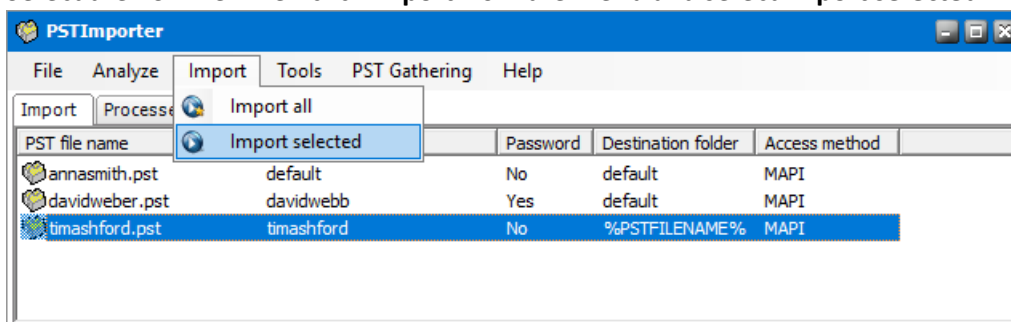 PSTImporter
File Analyze Import Tools PST Gathering Help
Import Processe Import all
PST file name Import selected Password Destination folder Access method
annasmith.pst default No default MAPI
davidweber.pst davidwebb Yes default MAPI
timashford.pst timashford No %PSTFILENAME% MAPI